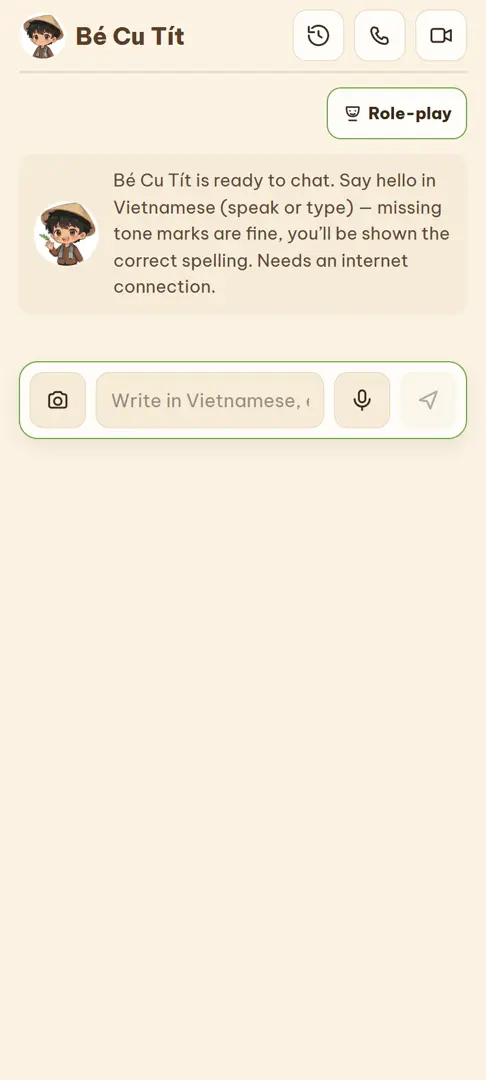 Bé Cu Tít
Role-play
Bé Cu Tít is ready to chat. Say hello in
Vietnamese (speak or type) — missing
tone marks are fine, you’ll be shown the
correct spelling. Needs an internet
connection.
Write in Vietnamese,